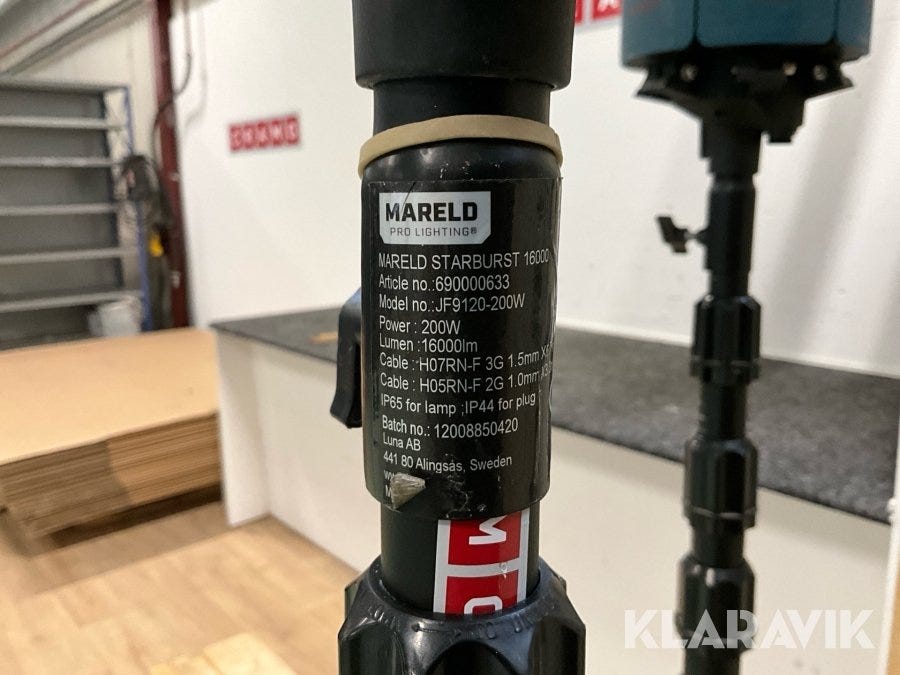 CRAMO
MARELD
PRO LIGHTING®
MARELD STARBURST 16000
Article no.:690000633
Model no.:JF9120-200W
Power : 200W
Lumen :16000lm
Cable : H07RN-F 3G 1.5mm
Cable : H05RN-F 2G 1.0mm
IP65 for lamp ;IP44 for plug
Batch no.: 12008850420
Luna AB
441 80 Alingsås, Sweden
M
KLARAVIK